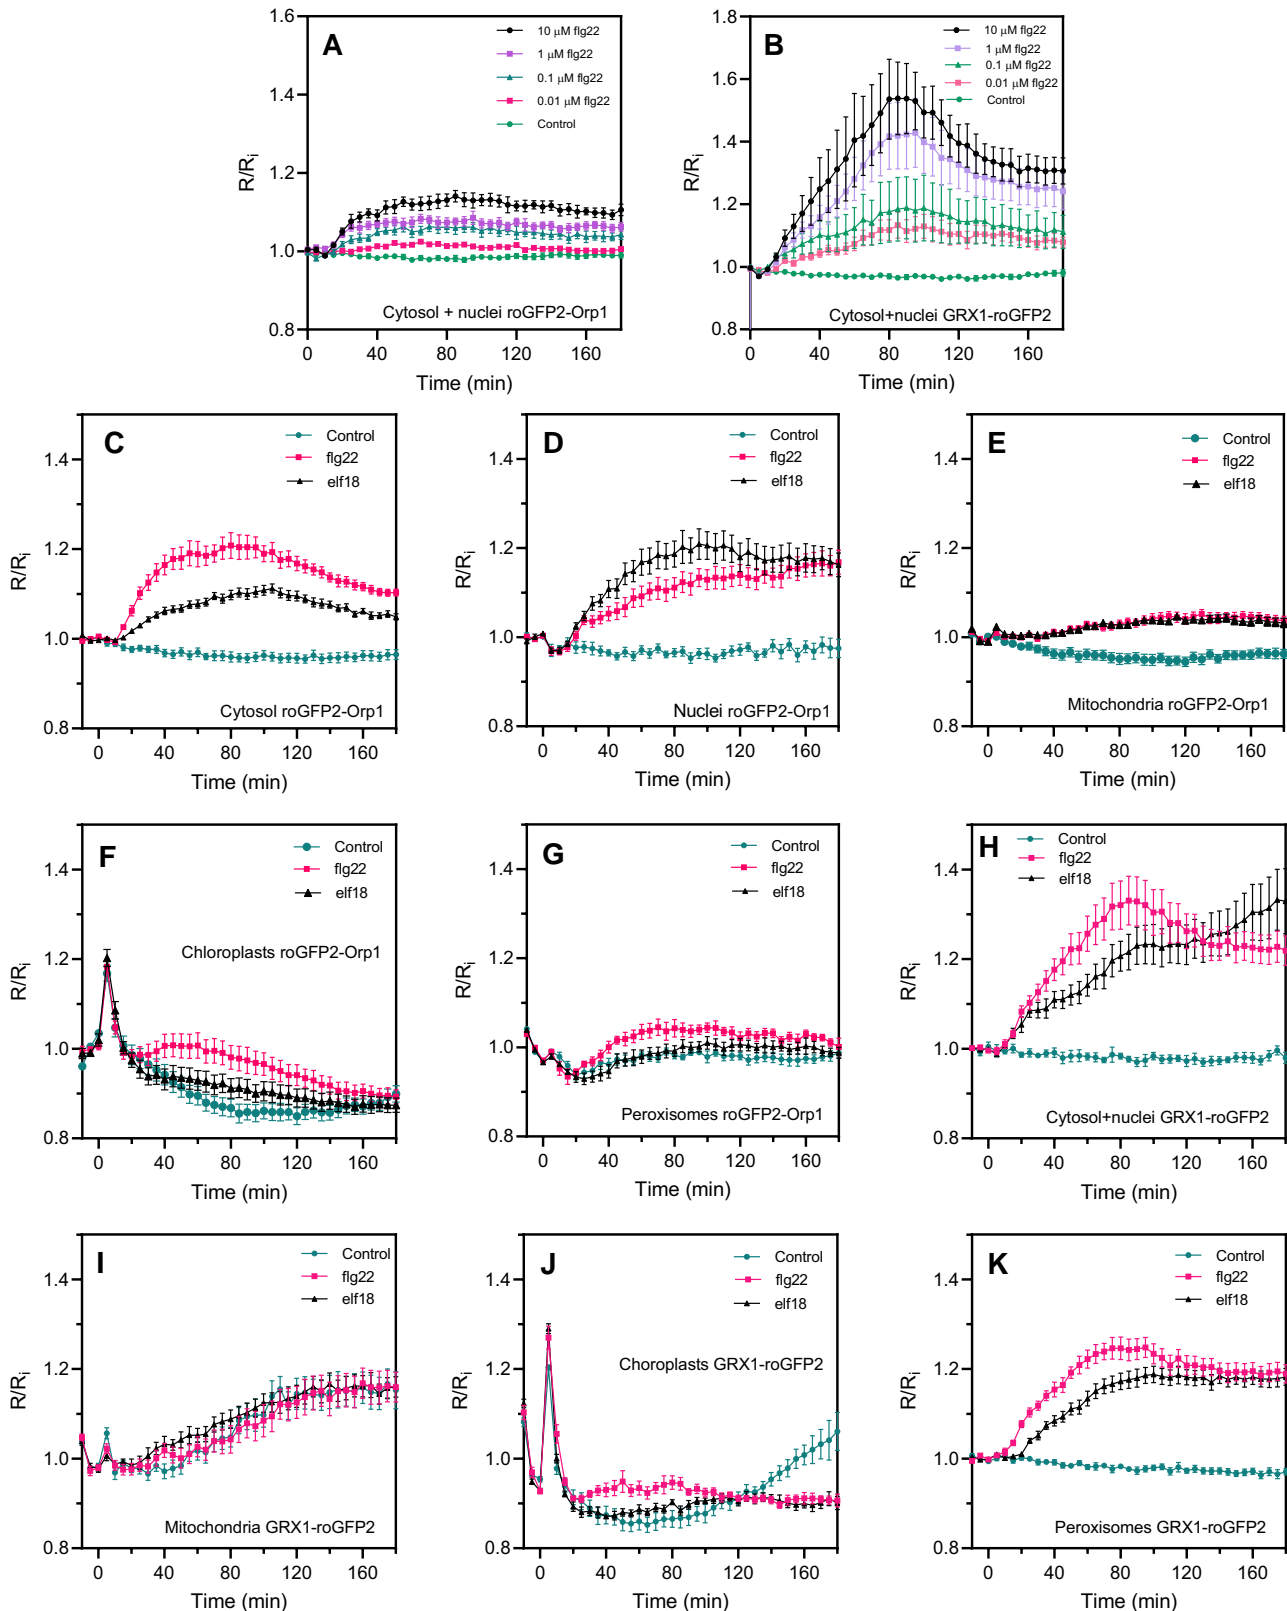 A
10 μM flg22
1 μM flg22
0.1 μM flg22
0.01 μM flg22
Control
1.6
1.4
1.2
1.0
0.8
R/Ri
Cytosol + nuclei roGFP2-Orp1
0 40 80 120 160
Time (min)
B
10 μM flg22
1 μM flg22
0.1 μM flg22
0.01 μM flg22
Control
1.8
1.6
1.4
1.2
1.0
0.8
R/Ri
Cytosol+nuclei GRX1-roGFP2
0 40 80 120 160
Time (min)
C
Control
flg22
elf18
1.4
1.2
1.0
0.8
R/Ri
Cytosol roGFP2-Orp1
0 40 80 120 160
Time (min)
D
Control
flg22
elf18
1.4
1.2
1.0
0.8
R/Ri
Nuclei roGFP2-Orp1
0 40 80 120 160
Time (min)
E
Control
flg22
elf18
1.4
1.2
1.0
0.8
R/Ri
Mitochondria roGFP2-Orp1
0 40 80 120 160
Time (min)
F
Control
flg22
elf18
1.4
1.2
1.0
0.8
R/Ri
Chloroplasts roGFP2-Orp1
0 40 80 120 160
Time (min)
G
Control
flg22
elf18
1.4
1.2
1.0
0.8
R/Ri
Peroxisomes roGFP2-Orp1
0 40 80 120 160
Time (min)
H
Control
flg22
elf18
1.4
1.2
1.0
0.8
R/Ri
Cytosol+nuclei GRX1-roGFP2
0 40 80 120 160
Time (min)
I
Control
flg22
elf18
1.4
1.2
1.0
0.8
R/Ri
Mitochondria GRX1-roGFP2
0 40 80 120 160
Time (min)
J
Control
flg22
elf18
1.4
1.2
1.0
0.8
R/Ri
Choroplasts GRX1-roGFP2
0 40 80 120 160
Time (min)
K
Control
flg22
elf18
1.4
1.2
1.0
0.8
R/Ri
Peroxisomes GRX1-roGFP2
0 40 80 120 160
Time (min)